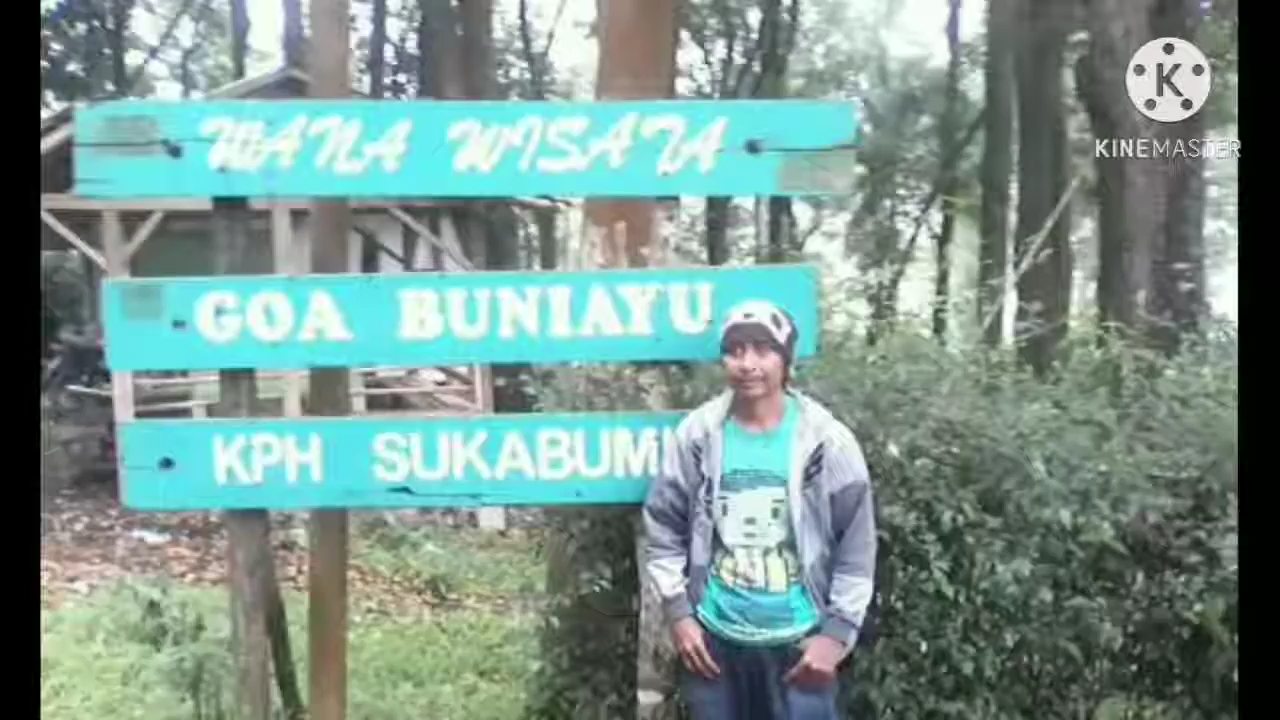 WANA WISATA
GOA BUNIAYU
KPH SUKABUMI
K
KINEMASTER